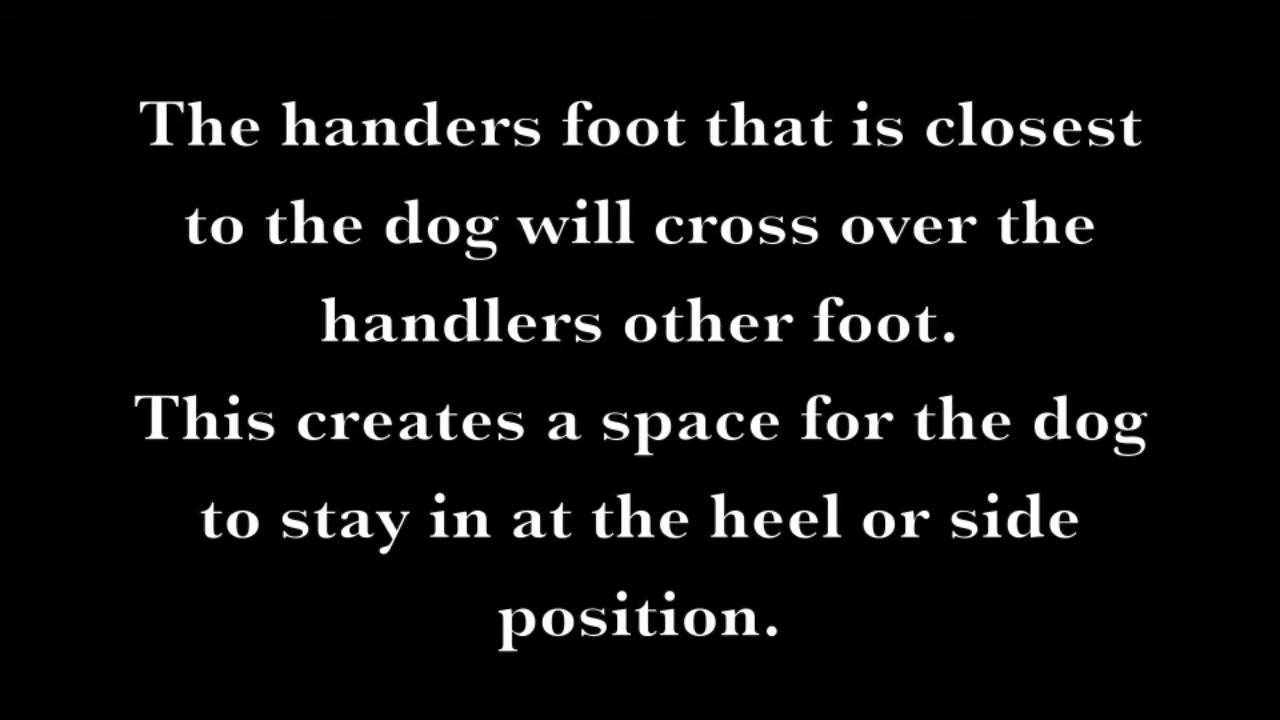 The handers foot that is closest
to the dog will cross over the
handlers other foot.
This creates a space for the dog
to stay in at the heel or side
position.